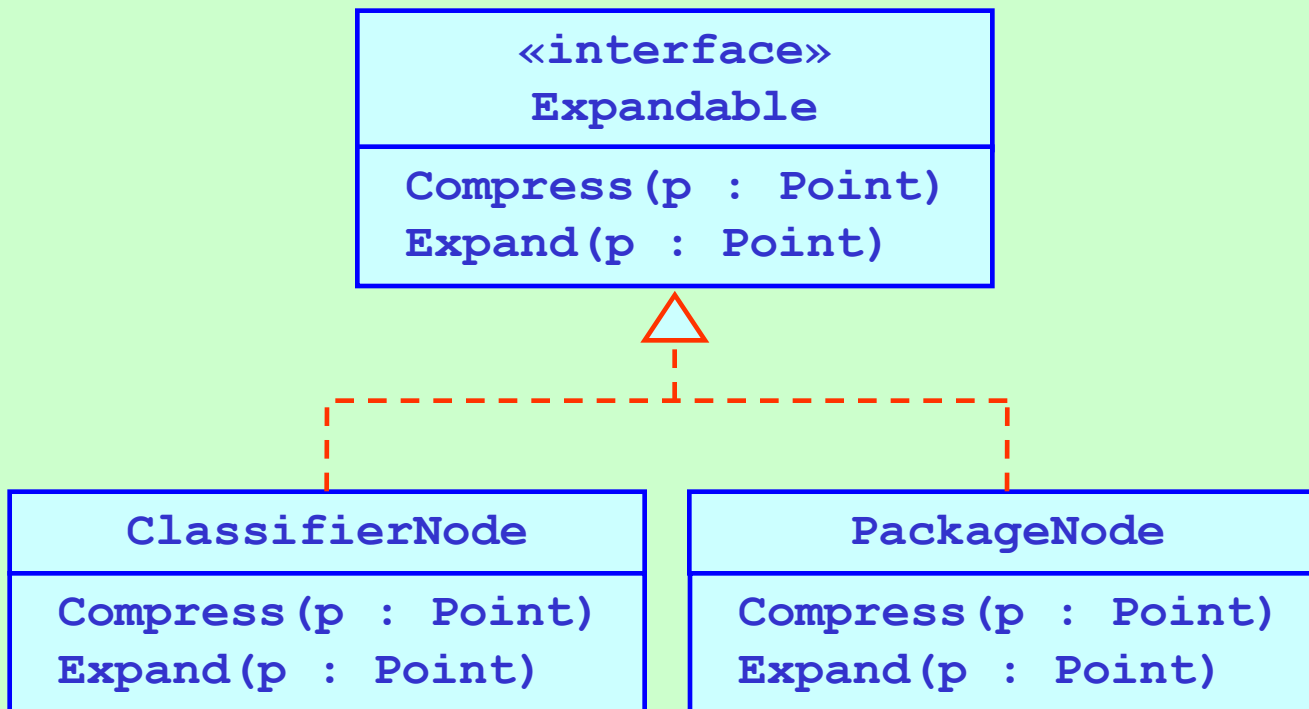 «interface»
Expandable
Compress(p : Point)
Expand(p : Point)
ClassifierNode
Compress(p : Point)
Expand(p : Point)
PackageNode
Compress(p : Point)
Expand(p : Point)